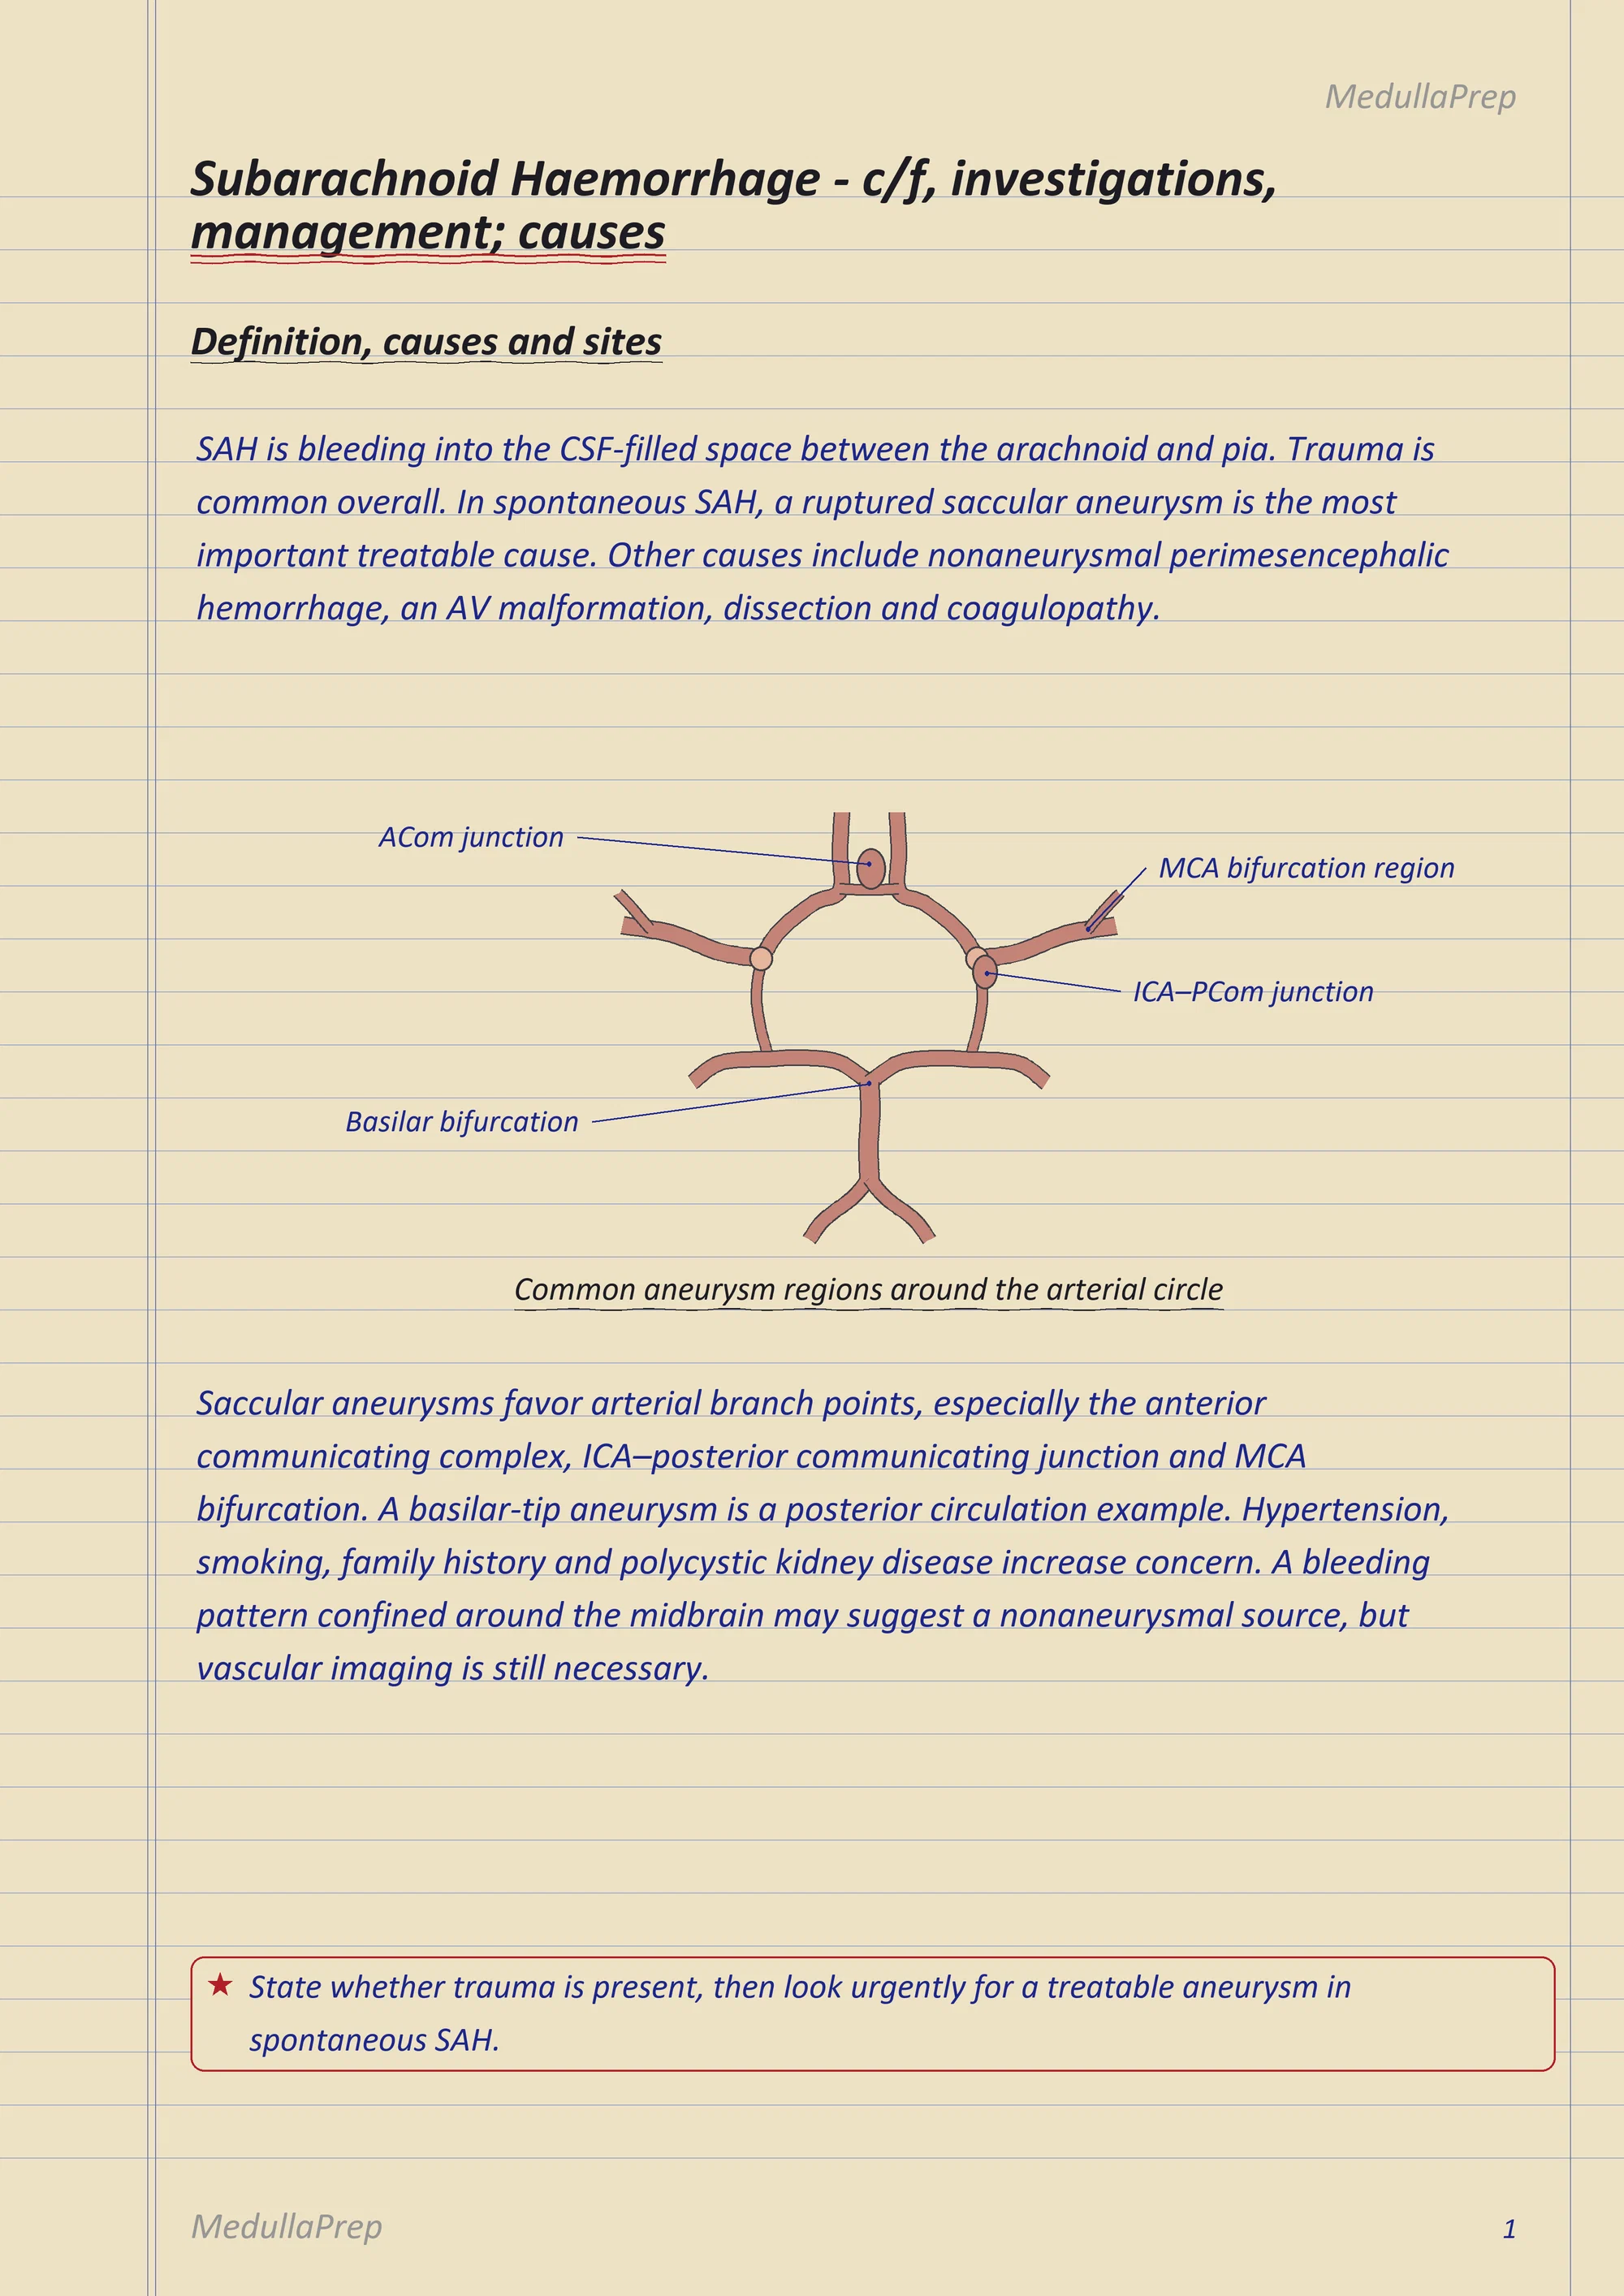 MedullaPrep
Subarachnoid Haemorrhage - c/f, investigations,
management; causes
Definition, causes and sites
SAH is bleeding into the CSF-filled space between the arachnoid and pia. Trauma is
common overall. In spontaneous SAH, a ruptured saccular aneurysm is the most
important treatable cause. Other causes include nonaneurysmal perimesencephalic
hemorrhage, an AV malformation, dissection and coagulopathy.
ACom junction
MCA bifurcation region
ICA–PCom junction
Basilar bifurcation
Common aneurysm regions around the arterial circle
Saccular aneurysms favor arterial branch points, especially the anterior
communicating complex, ICA–posterior communicating junction and MCA
bifurcation. A basilar-tip aneurysm is a posterior circulation example. Hypertension,
smoking, family history and polycystic kidney disease increase concern. A bleeding
pattern confined around the midbrain may suggest a nonaneurysmal source, but
vascular imaging is still necessary.
★ State whether trauma is present, then look urgently for a treatable aneurysm in
spontaneous SAH.
MedullaPrep
1